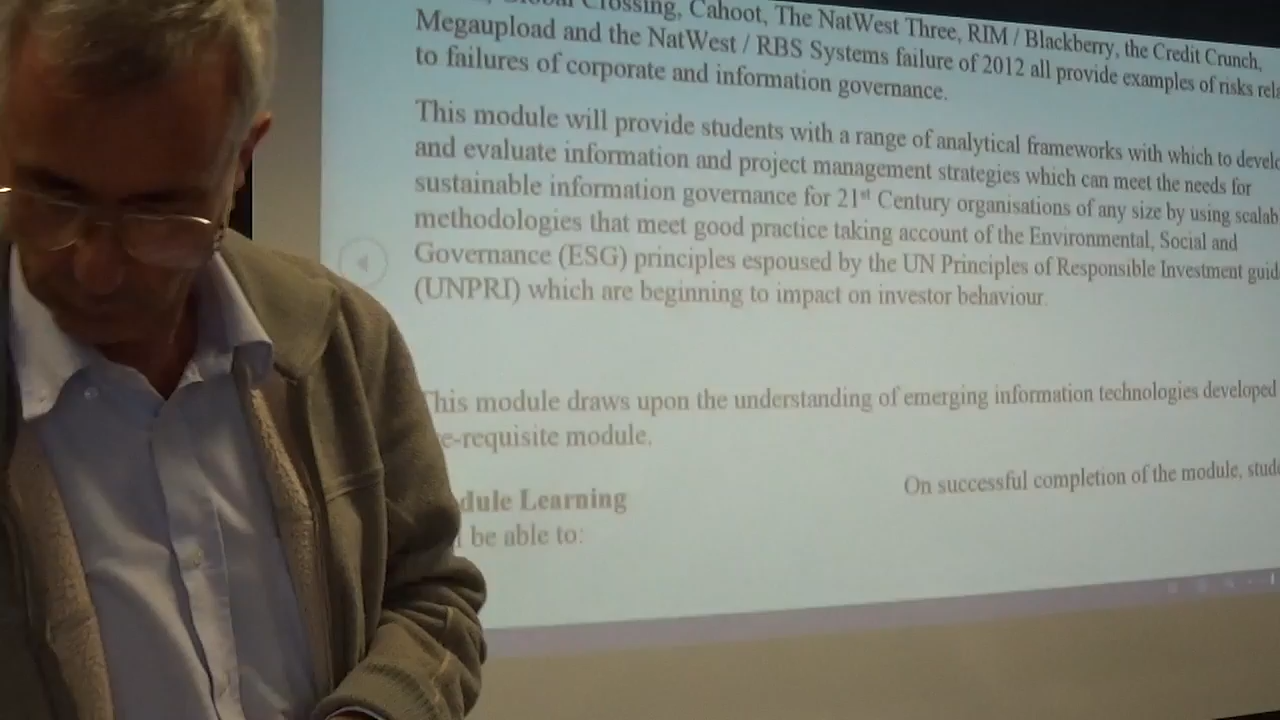 Crossing, Cahoot, The NatWest Three, RIM / Blackberry, the Credit Crunch,
Megaupload and the NatWest / RBS Systems failure of 2012 all provide examples of risks rela
to failures of corporate and information governance.
This module will provide students with a range of analytical frameworks with which to develo
and evaluate information and project management strategies which can meet the needs for
sustainable information governance for 21st Century organisations of any size by using scalab
methodologies that meet good practice taking account of the Environmental, Social and
Governance (ESG) principles espoused by the UN Principles of Responsible Investment guid
(UNPRI) which are beginning to impact on investor behaviour.
This module draws upon the understanding of emerging information technologies developed
e-requisite module.
On successful completion of the module, stude
dule Learning
be able to: